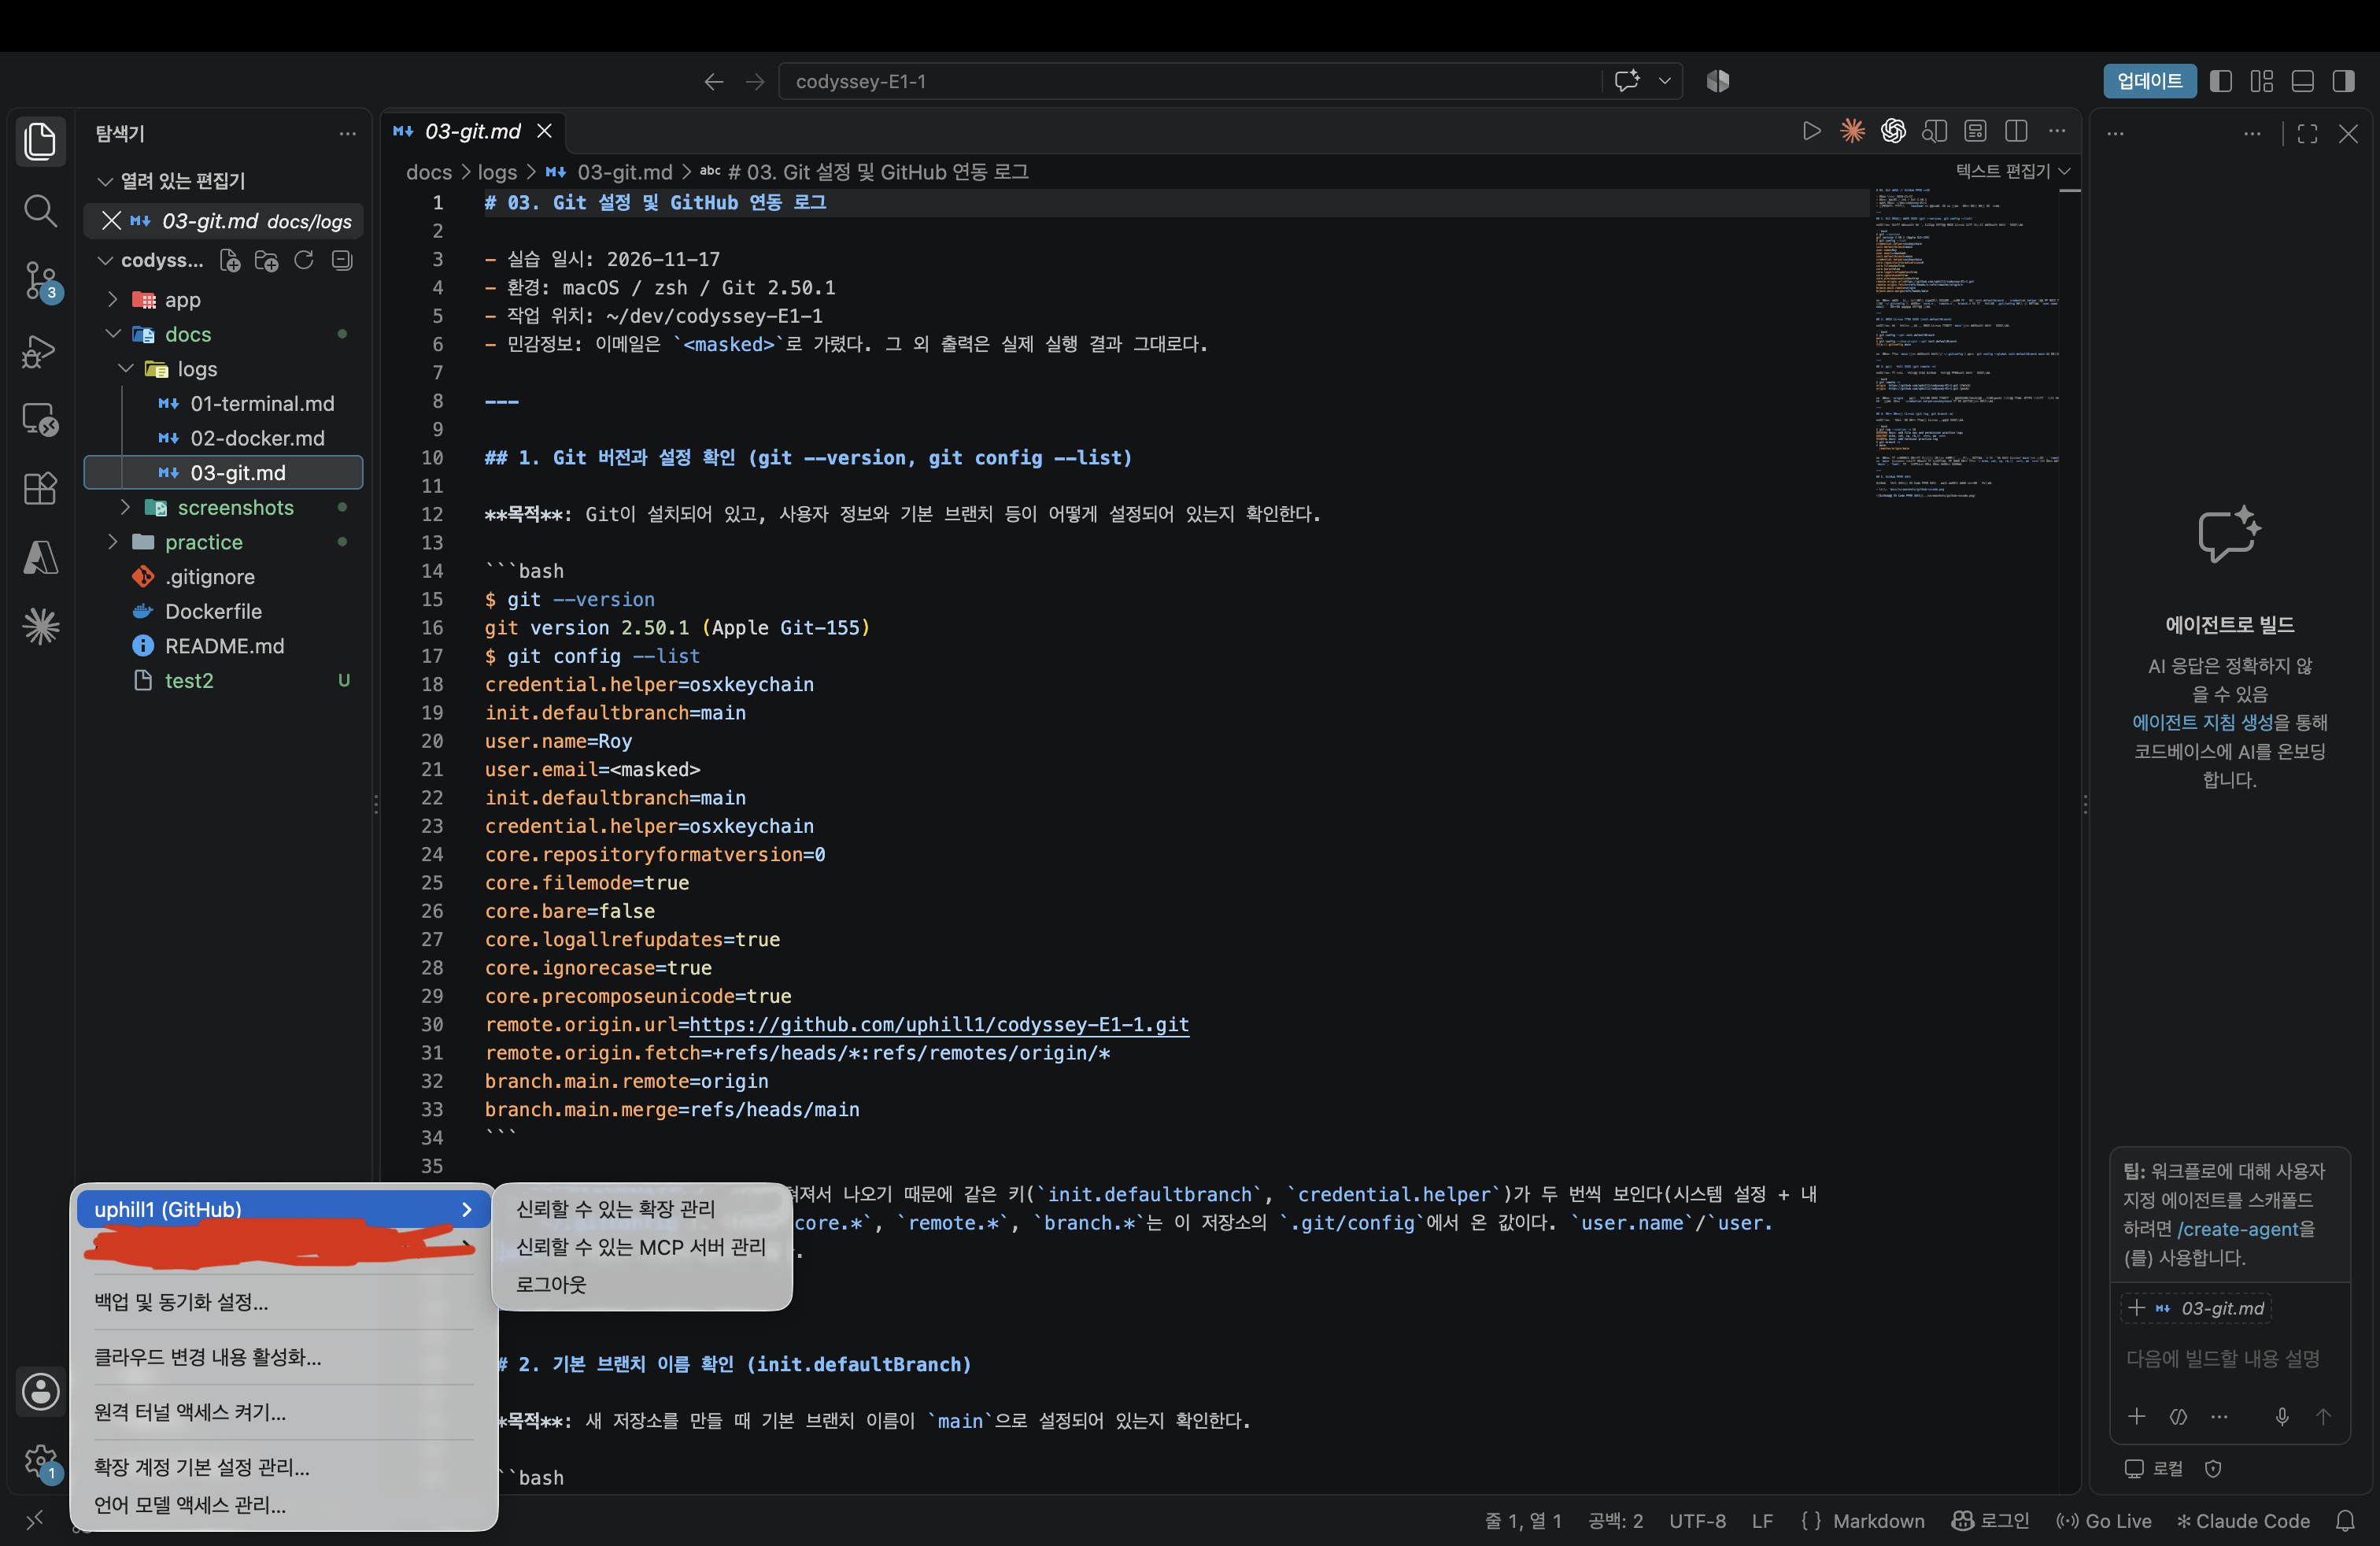 codyssey-E1-1
업데이트
탐색기
열려 있는 편집기
03-git.md docs/logs
codyss...
app
docs
logs
01-terminal.md
02-docker.md
03-git.md
screenshots
practice
.gitignore
Dockerfile
README.md
test2 U
3
03-git.md
docs > logs > 03-git.md > abc # 03. Git 설정 및 GitHub 연동 로그
텍스트 편집기
1 # 03. Git 설정 및 GitHub 연동 로그
2
3 - 실습 일시: 2026-11-17
4 - 환경: macOS / zsh / Git 2.50.1
5 - 작업 위치: ~/dev/codyssey-E1-1
6 - 민감정보: 이메일은 `<masked>`로 가렸다. 그 외 출력은 실제 실행 결과 그대로다.
7
8 ---
9
10 ## 1. Git 버전과 설정 확인 (git --version, git config --list)
11
12 **목적**: Git이 설치되어 있고, 사용자 정보와 기본 브랜치 등이 어떻게 설정되어 있는지 확인한다.
13
14 ```bash
15 $ git --version
16 git version 2.50.1 (Apple Git-155)
17 $ git config --list
18 credential.helper=osxkeychain
19 init.defaultbranch=main
20 user.name=Roy
21 user.email=<masked>
22 init.defaultbranch=main
23 credential.helper=osxkeychain
24 core.repositoryformatversion=0
25 core.filemode=true
26 core.bare=false
27 core.logallrefupdates=true
28 core.ignorecase=true
29 core.precomposeunicode=true
30 remote.origin.url=https://github.com/uphill1/codyssey-E1-1.git
31 remote.origin.fetch=+refs/heads/*:refs/remotes/origin/*
32 branch.main.remote=origin
33 branch.main.merge=refs/heads/main
34 ```
35
나오기 때문에 같은 키(`init.defaultbranch`, `credential.helper`)가 두 번씩 보인다(시스템 설정 + 내
core.*`, `remote.*`, `branch.*`는 이 저장소의 `.git/config`에서 온 값이다. `user.name`/`user.
.
# 2. 기본 브랜치 이름 확인 (init.defaultBranch)
*목적**: 새 저장소를 만들 때 기본 브랜치 이름이 `main`으로 설정되어 있는지 확인한다.
``bash
uphill1 (GitHub)
백업 및 동기화 설정...
클라우드 변경 내용 활성화...
원격 터널 액세스 켜기...
확장 계정 기본 설정 관리...
언어 모델 액세스 관리...
신뢰할 수 있는 확장 관리
신뢰할 수 있는 MCP 서버 관리
로그아웃
1
에이전트로 빌드
AI 응답은 정확하지 않
을 수 있음
에이전트 지침 생성을 통해
코드베이스에 AI를 온보딩
합니다.
팁: 워크플로에 대해 사용자
지정 에이전트를 스캐폴드
하려면 /create-agent을
(를) 사용합니다.
03-git.md
다음에 빌드할 내용 설명
로컬
줄 1, 열 1
공백: 2
UTF-8
LF
{ } Markdown
로그인
Go Live
Claude Code